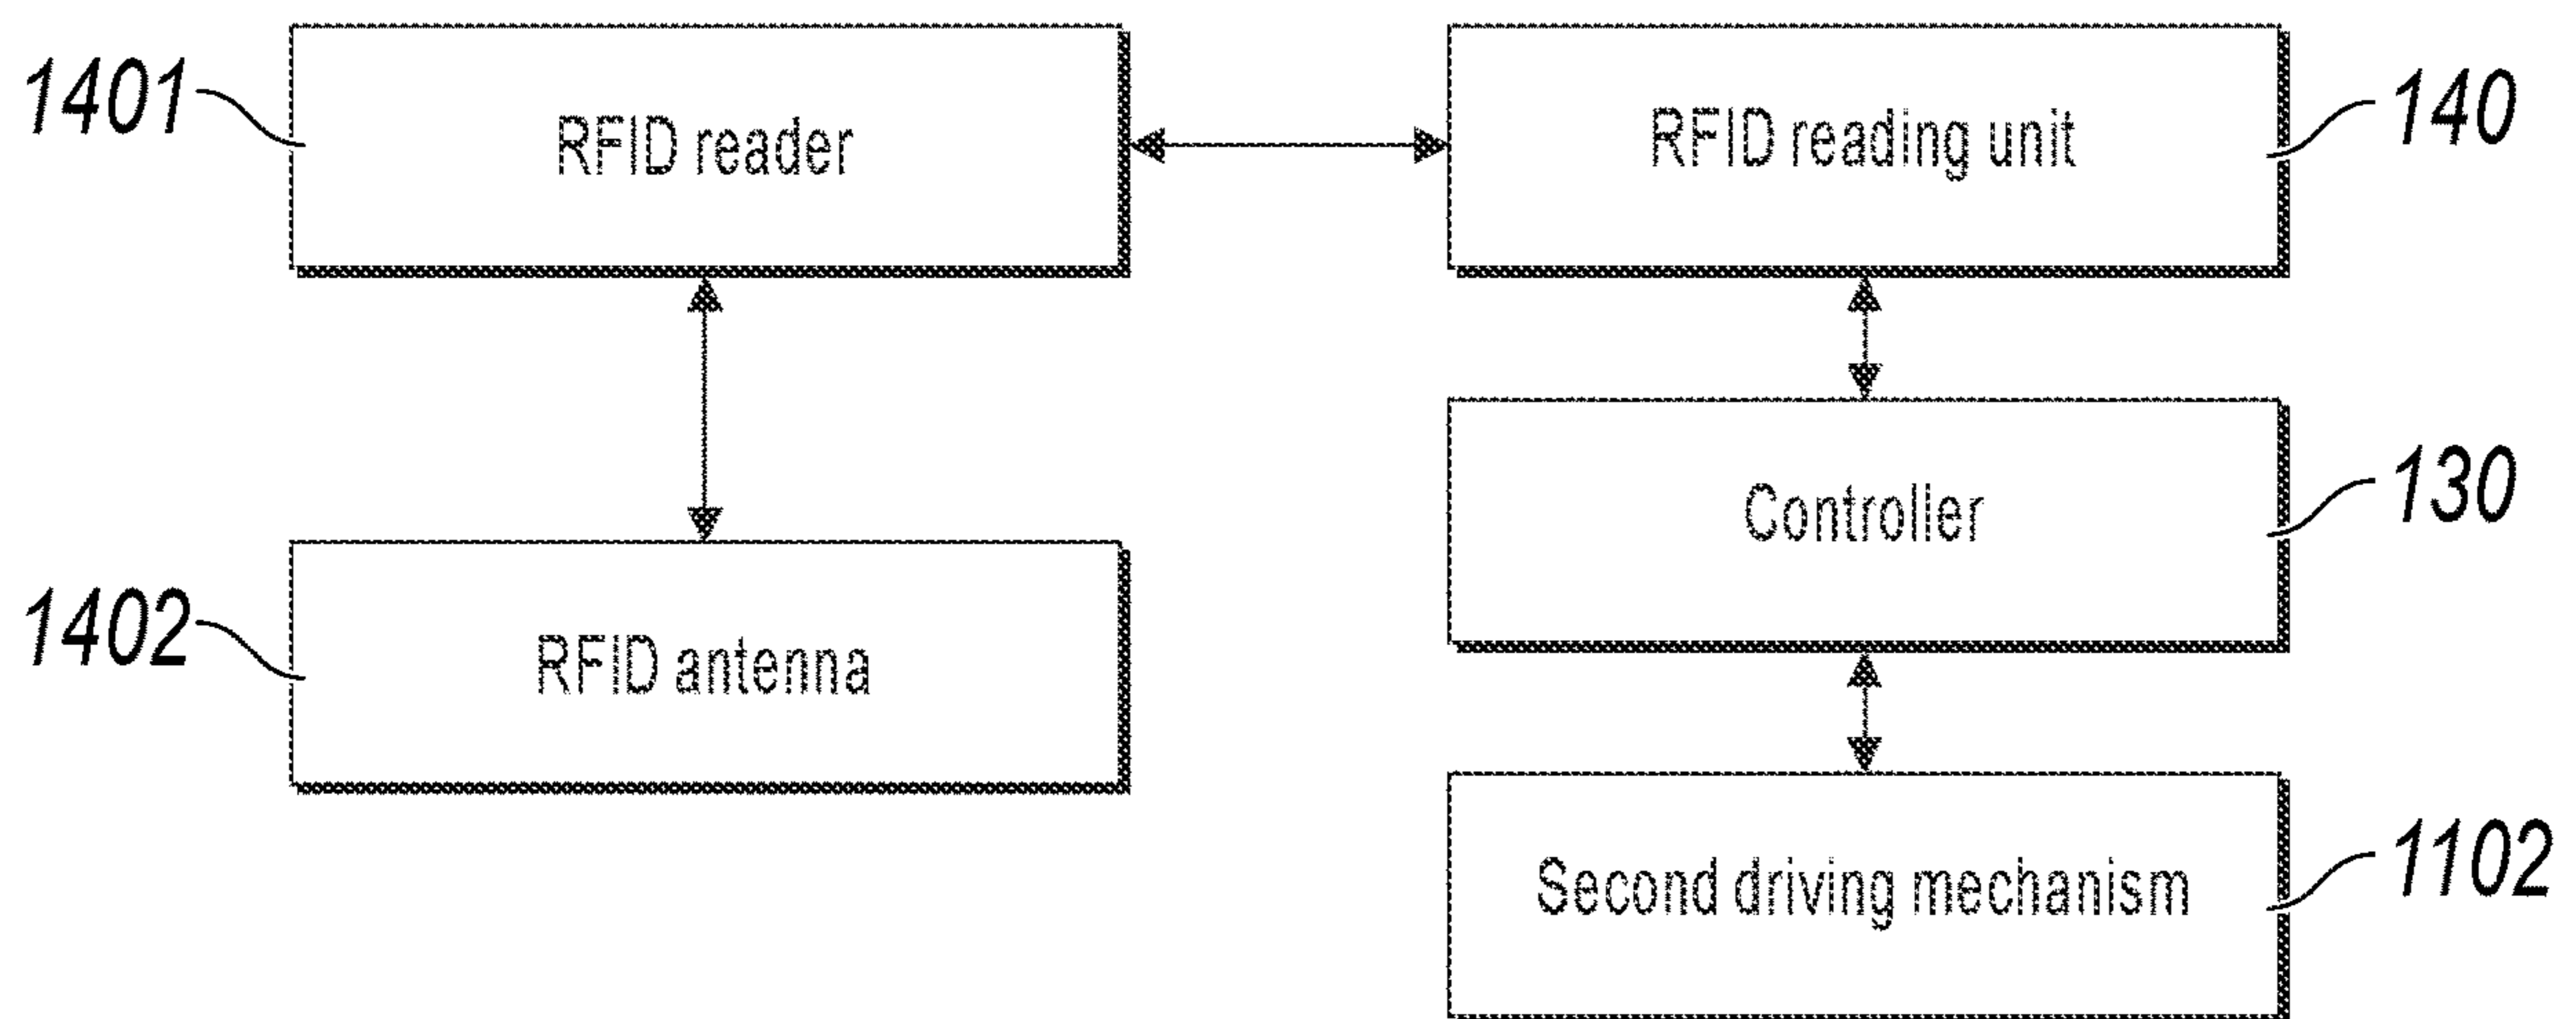 1401
RFID reader
RFID reading unit
140
Controller
130
1402
RFID antenna
Second driving mechanism
1102